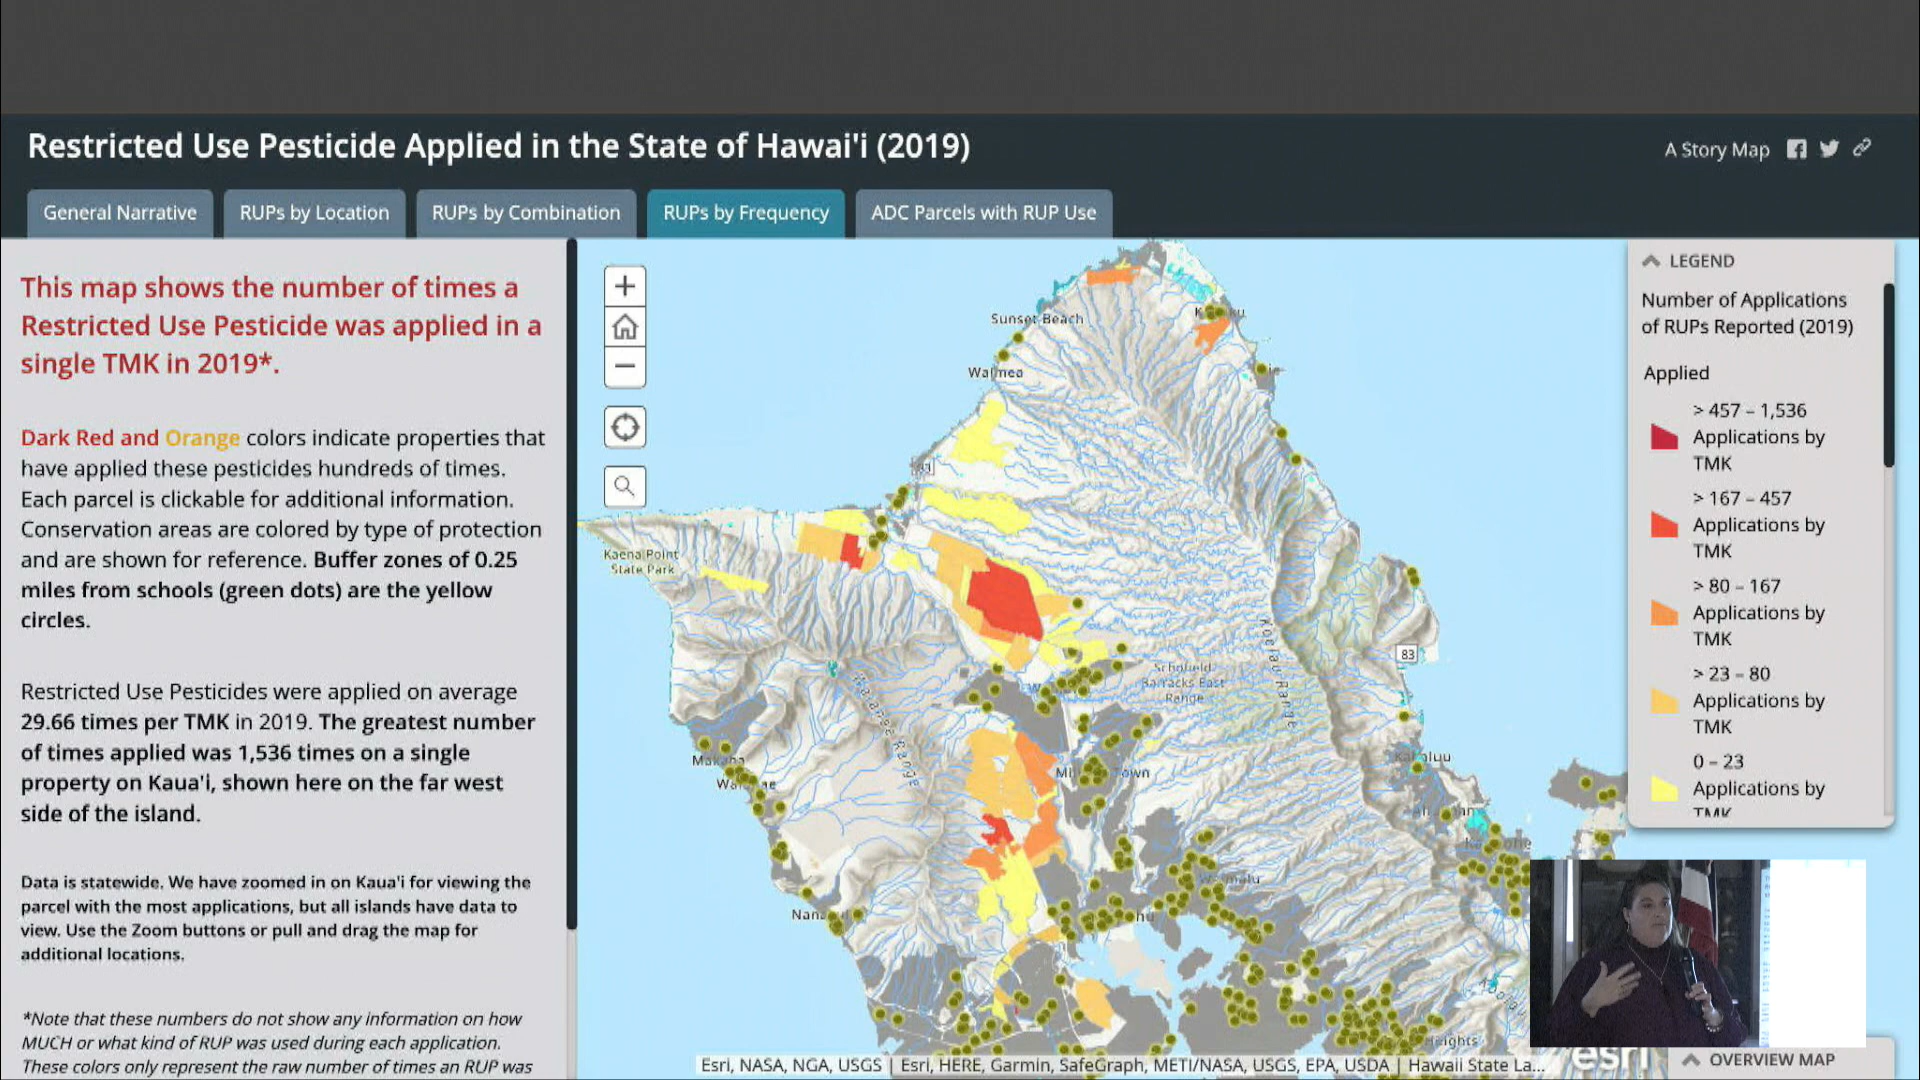 Restricted Use Pesticide Applied in the State of Hawai'i (2019)
A Story Map
General Narrative
RUPs by Location
RUPs by Combination
RUPs by Frequency
ADC Parcels with RUP Use
This map shows the number of times a
Restricted Use Pesticide was applied in a
single TMK in 2019*.
Dark Red and Orange colors indicate properties that
have applied these pesticides hundreds of times.
Each parcel is clickable for additional information.
Conservation areas are colored by type of protection
and are shown for reference. Buffer zones of 0.25
miles from schools (green dots) are the yellow
circles.
Restricted Use Pesticides were applied on average
29.66 times per TMK in 2019. The greatest number
of times applied was 1,536 times on a single
property on Kaua'i, shown here on the far west
side of the island.
Data is statewide. We have zoomed in on Kaua'i for viewing the
parcel with the most applications, but all islands have data to
view. Use the Zoom buttons or pull and drag the map for
additional locations.
*Note that these numbers do not show any information on how
MUCH or what kind of RUP was used during each application.
These colors only represent the raw number of times an RUP was
Sunset Beach
Waimea
Kaena Point
State Park
Schofield
Barracks East
Range
Koolau Range
Waianae Range
83
Makaha
Town
Heights
LEGEND
Number of Applications
of RUPs Reported (2019)
Applied
> 457 – 1,536
Applications by
TMK
> 167 – 457
Applications by
TMK
> 80 – 167
Applications by
TMK
> 23 – 80
Applications by
TMK
0 – 23
Applications by
TMK
Esri, NASA, NGA, USGS | Esri, HERE, Garmin, SafeGraph, METI/NASA, USGS, EPA, USDA | Hawaii State La...
esri
OVERVIEW MAP